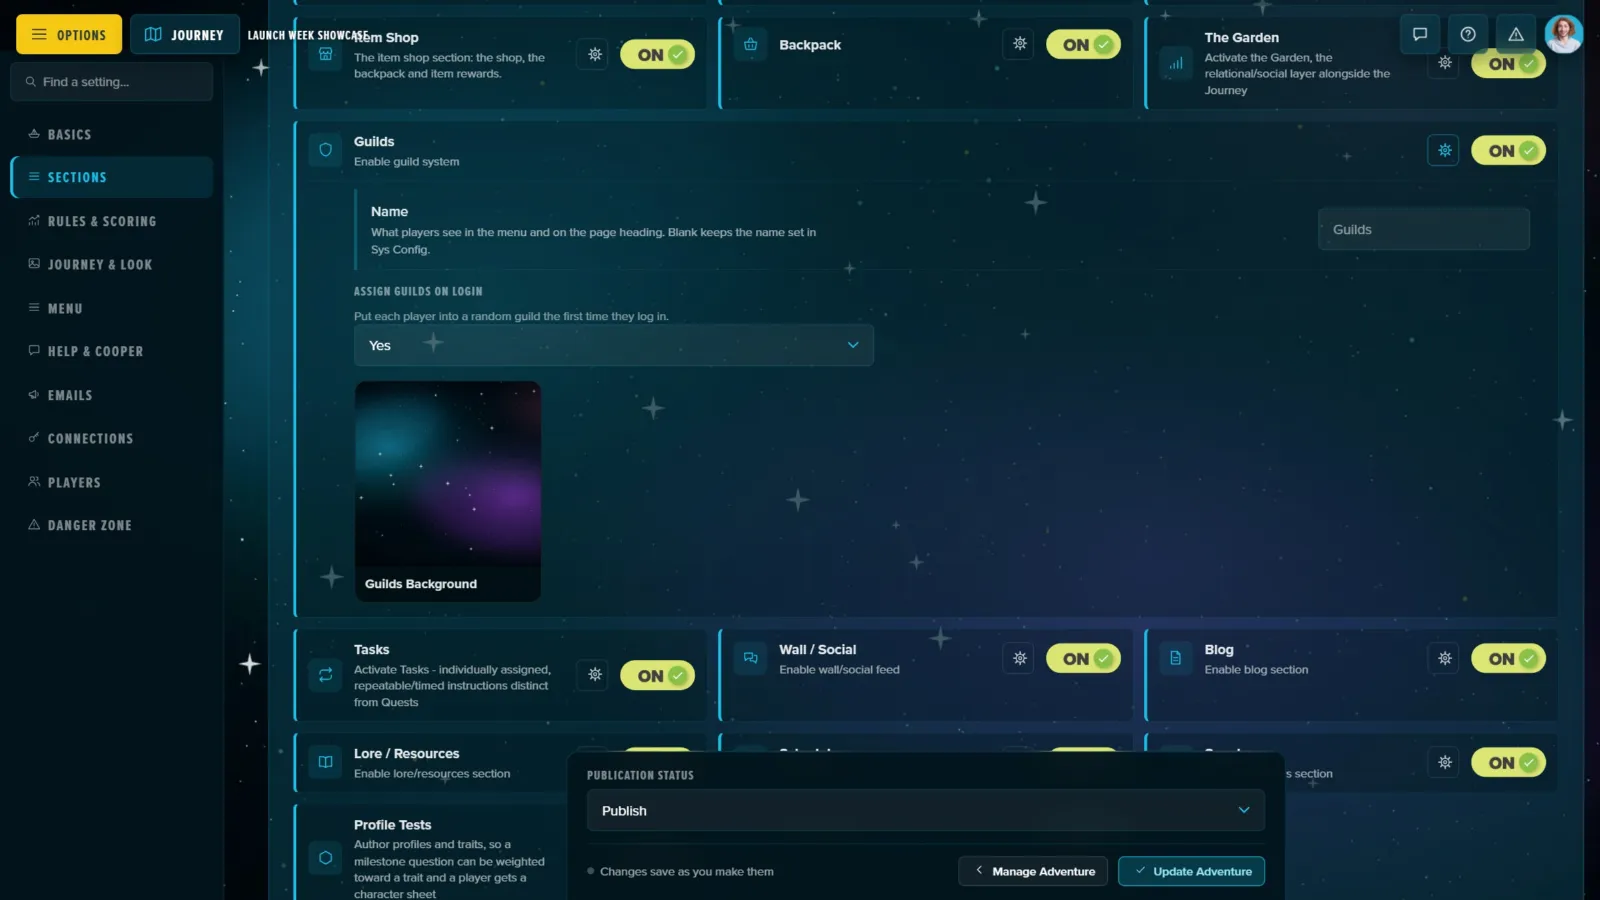 OPTIONS
JOURNEY
LAUNCH WEEK SHOWCASE
Find a setting...
BASICS
SECTIONS
RULES & SCORING
JOURNEY & LOOK
MENU
HELP & COOPER
EMAILS
CONNECTIONS
PLAYERS
DANGER ZONE
Item Shop
The item shop section: the shop, the
backpack and item rewards.
ON
Backpack
ON
The Garden
Activate the Garden, the
relational/social layer alongside the
Journey
ON
Guilds
Enable guild system
ON
Name
What players see in the menu and on the page heading. Blank keeps the name set in
Sys Config.
Guilds
ASSIGN GUILDS ON LOGIN
Put each player into a random guild the first time they log in.
Yes
Guilds Background
Tasks
Activate Tasks - individually assigned,
repeatable/timed instructions distinct
from Quests
ON
Wall / Social
Enable wall/social feed
ON
Blog
Enable blog section
ON
Lore / Resources
Enable lore/resources section
s section
ON
Profile Tests
Author profiles and traits, so a
milestone question can be weighted
toward a trait and a player gets a
character sheet
PUBLICATION STATUS
Publish
Changes save as you make them
Manage Adventure
Update Adventure